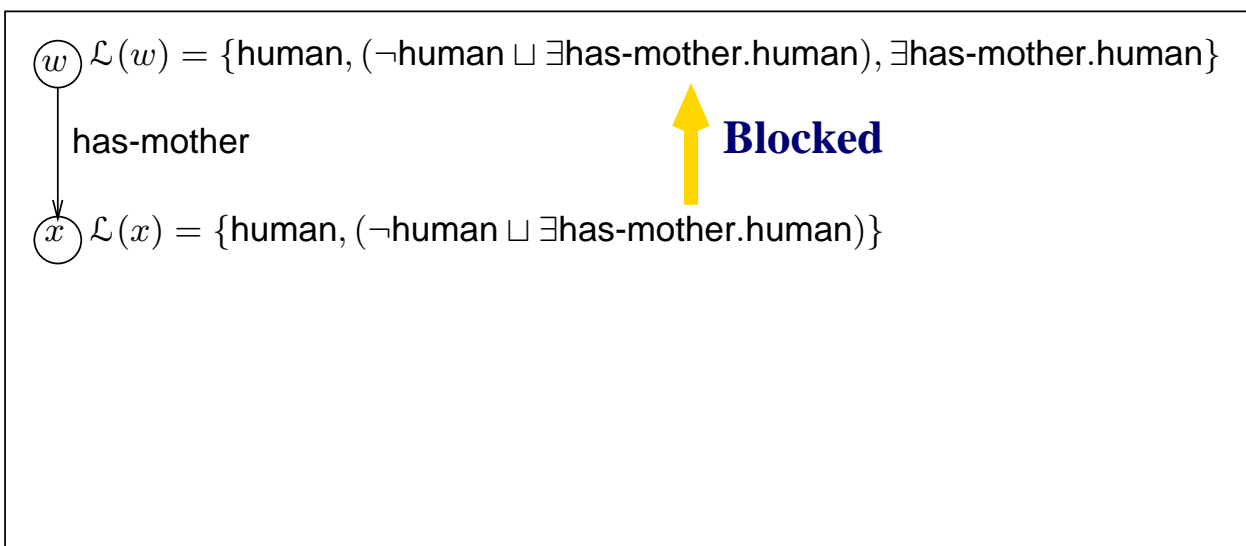 w ℒ(w) = {human, (¬human ⊔ ∃has-mother.human), ∃has-mother.human}
has-mother
Blocked
x ℒ(x) = {human, (¬human ⊔ ∃has-mother.human)}